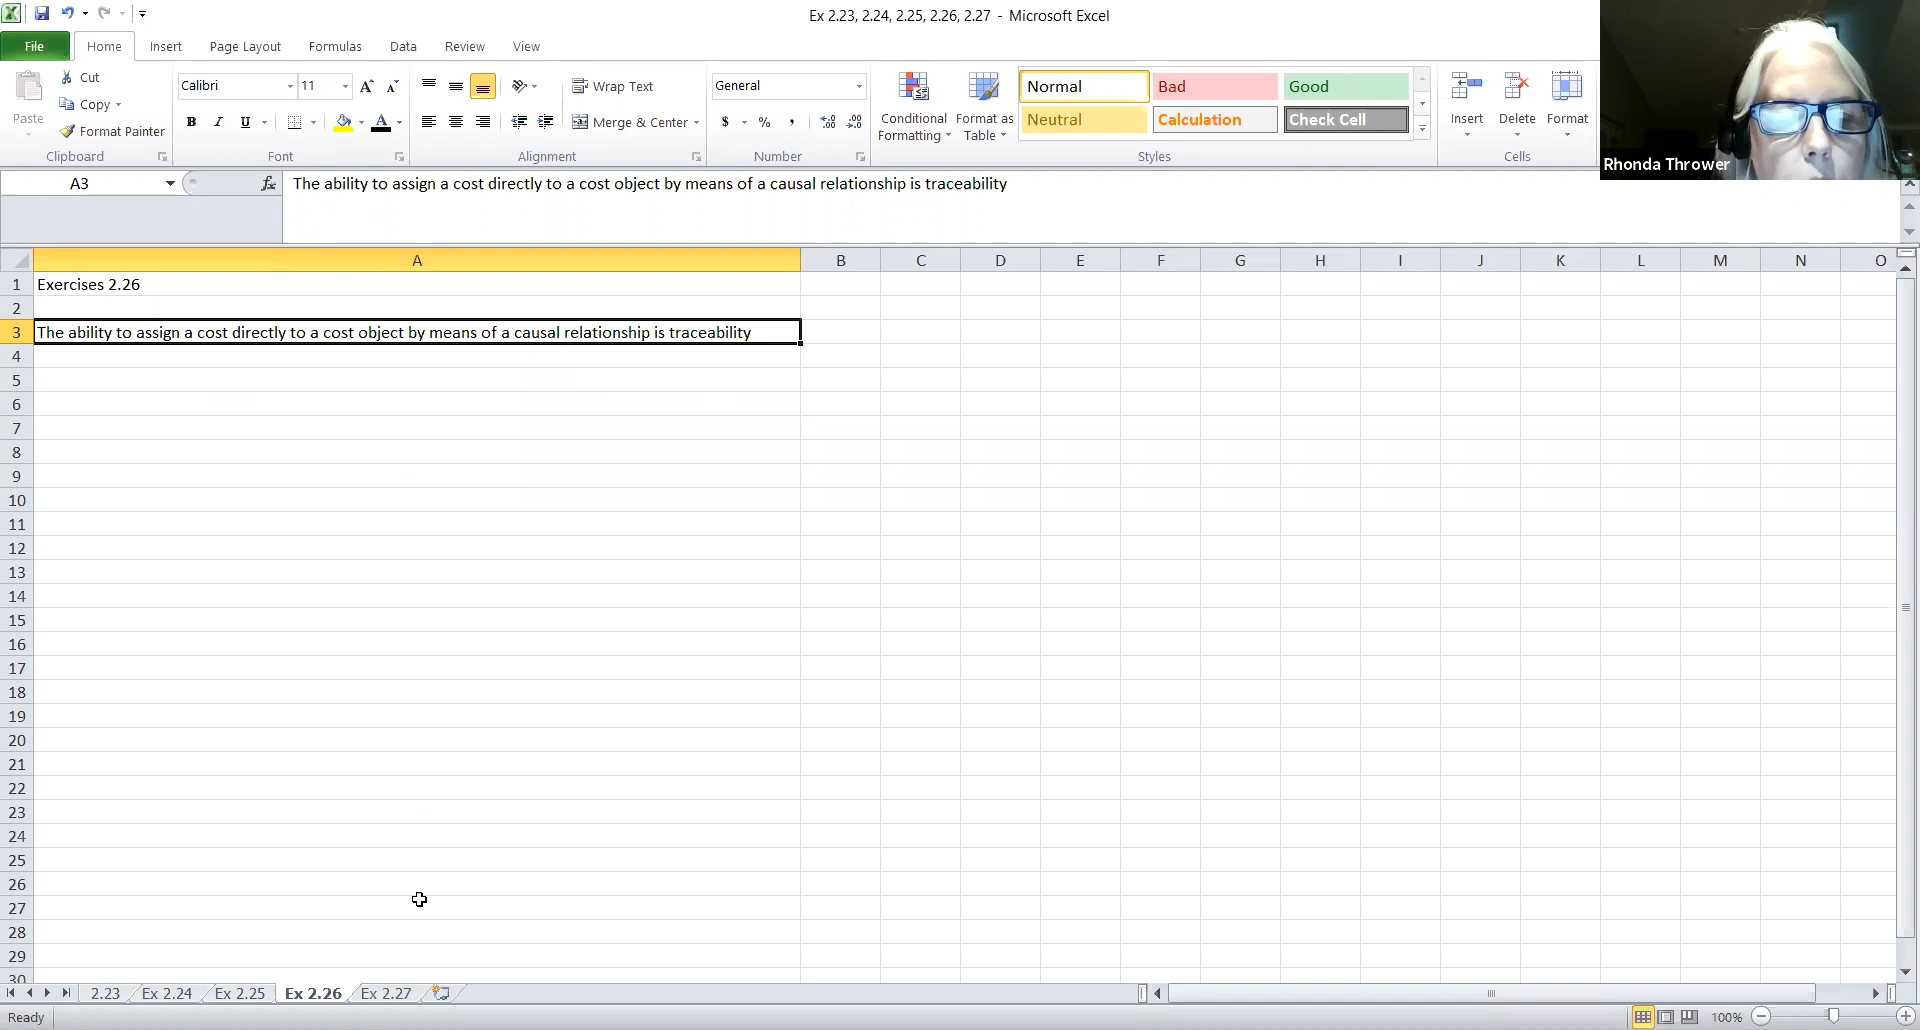 Ex 2.23, 2.24, 2.25, 2.26, 2.27 - Microsoft Excel
File Home Insert Page Layout Formulas Data Review View
Paste
Cut
Copy
Format Painter
Clipboard
Calibri 11
B I U A
Font
Wrap Text
Merge & Center
Alignment
General
$ % ,
Number
Conditional Formatting
Format as Table
Normal Bad Good
Neutral Calculation Check Cell
Styles
Insert Delete Format
Cells
Rhonda Thrower
A3 fx The ability to assign a cost directly to a cost object by means of a causal relationship is traceability
A B C D E F G H I J K L M N O
1 Exercises 2.26
2
3 The ability to assign a cost directly to a cost object by means of a causal relationship is traceability
4
5
6
7
8
9
10
11
12
13
14
15
16
17
18
19
20
21
22
23
24
25
26
27
28
29
30
2.23 Ex 2.24 Ex 2.25 Ex 2.26 Ex 2.27
Ready 100%